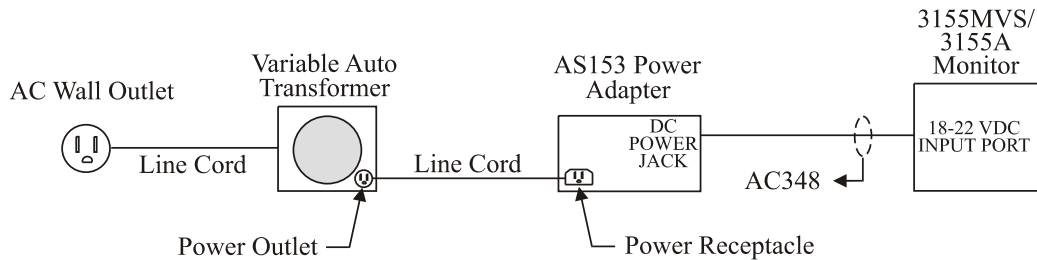 3155MVS/
3155A
Monitor
Variable Auto
Transformer
AS153 Power
Adapter
AC Wall Outlet
DC
POWER
JACK
18-22 VDC
INPUT PORT
Line Cord
Line Cord
AC348
Power Outlet
Power Receptacle